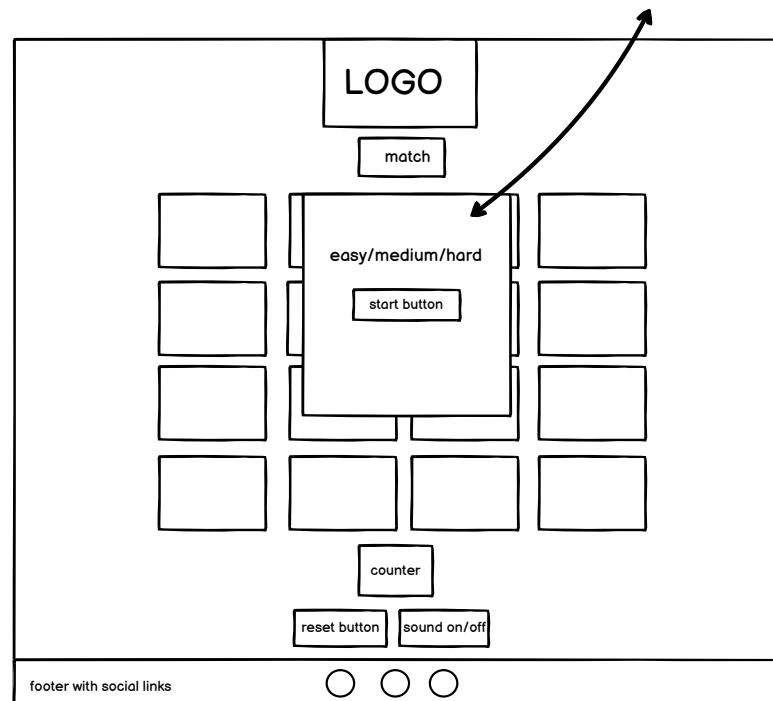 LOGO
match
easy/medium/hard
start button
counter
reset button
sound on/off
footer with social links